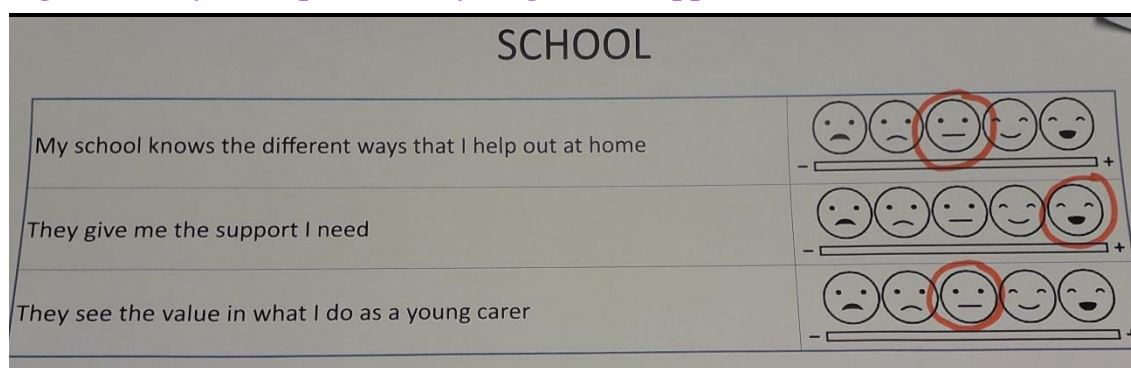 SCHOOL
My school knows the different ways that I help out at home
- +
They give me the support I need
- +
They see the value in what I do as a young carer
-